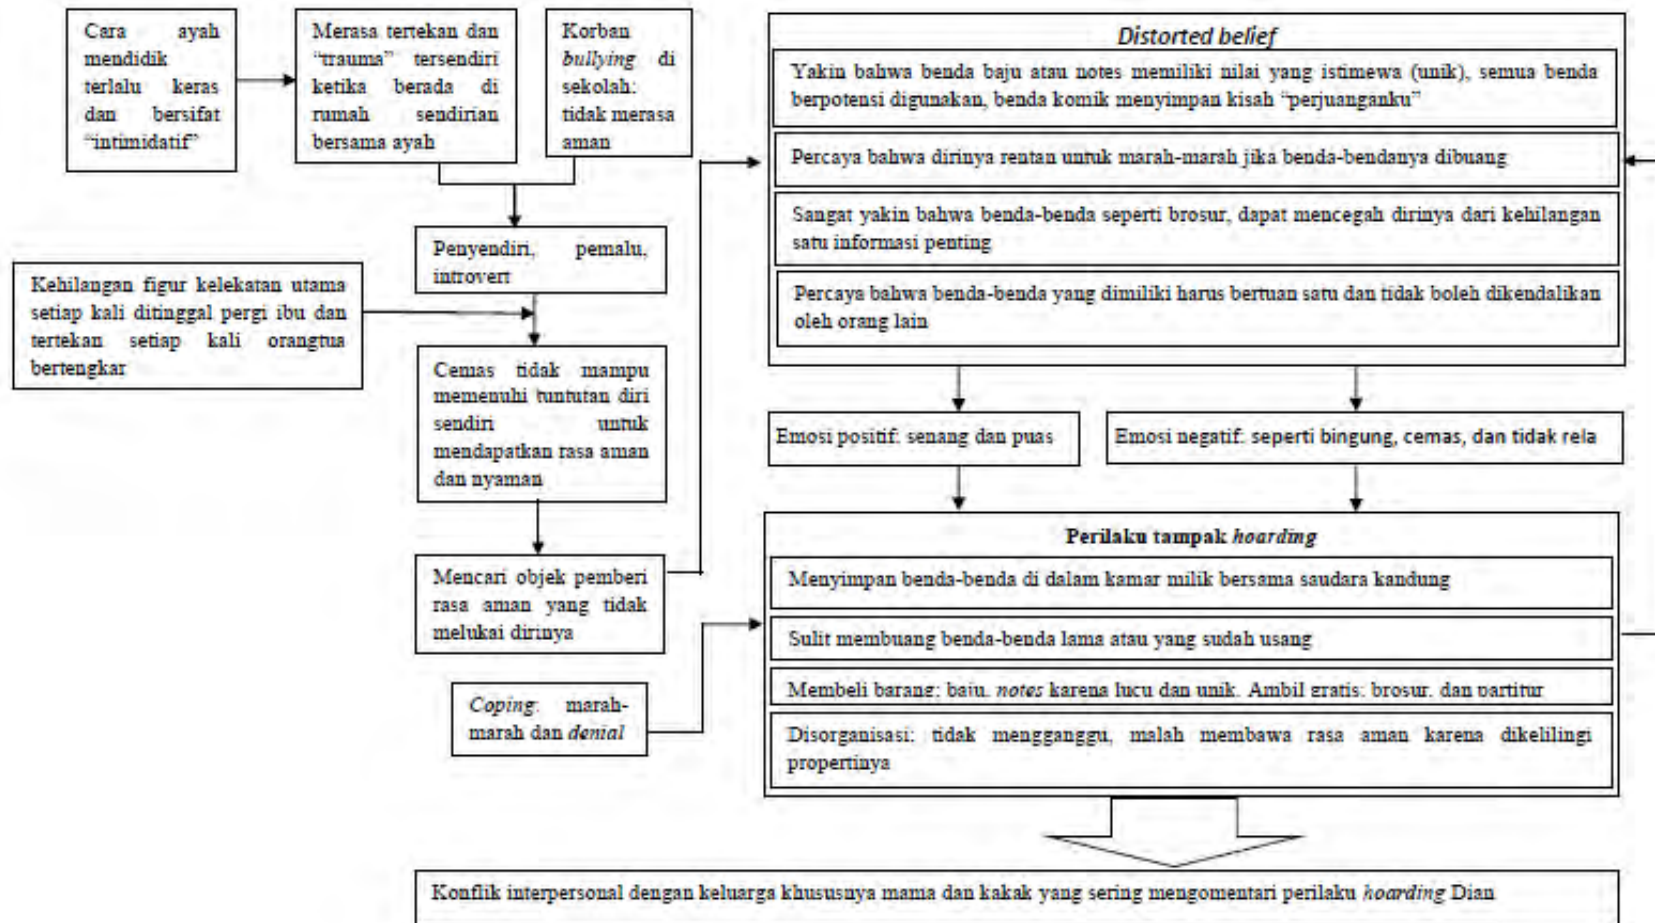 Cara ayah
mendidik
terlalu keras
dan bersifat
“intimidatif”
Merasa tertekan dan
“trauma” tersendiri
ketika berada di
rumah sendirian
bersama ayah
Korban
bullying di
sekolah:
tidak merasa
aman
Penyendiri, pemalu,
introvert
Kehilangan figur kelekatan utama
setiap kali ditinggal pergi ibu dan
tertekan setiap kali orangtua
bertengkar
Cemas tidak mampu
memenuhi tuntutan diri
sendiri untuk
mendapatkan rasa aman
dan nyaman
Mencari objek pemberi
rasa aman yang tidak
melukai dirinya
Coping: marah-
marah dan denial
Distorted belief
Yakin bahwa benda baju atau notes memiliki nilai yang istimewa (unik), semua benda
berpotensi digunakan, benda komik menyimpan kisah “perjuanganku”
Percaya bahwa dirinya rentan untuk marah-marah jika benda-bendanya dibuang
Sangat yakin bahwa benda-benda seperti brosur, dapat mencegah dirinya dari kehilangan
satu informasi penting
Percaya bahwa benda-benda yang dimiliki harus bertuan satu dan tidak boleh dikendalikan
oleh orang lain
Emosi positif: senang dan puas
Emosi negatif: seperti bingung, cemas, dan tidak rela
Perilaku tampak hoarding
Menyimpan benda-benda di dalam kamar milik bersama saudara kandung
Sulit membuang benda-benda lama atau yang sudah usang
Membeli barang: baju, notes karena lucu dan unik. Ambil gratis: brosur, dan partitur
Disorganisasi: tidak mengganggu, malah membawa rasa aman karena dikelilingi
propertinya
Konflik interpersonal dengan keluarga khususnya mama dan kakak yang sering mengomentari perilaku hoarding Dian